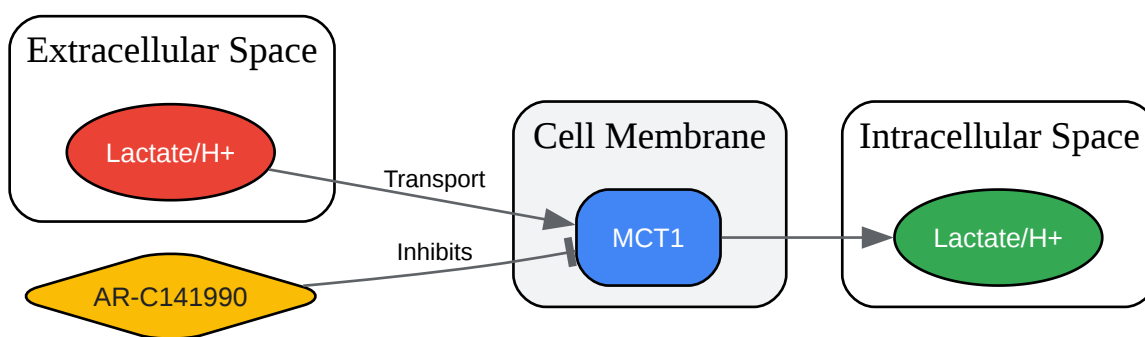 Extracellular Space
Lactate/H+
Transport
Cell Membrane
MCT1
Intracellular Space
Lactate/H+
Inhibits
AR-C141990